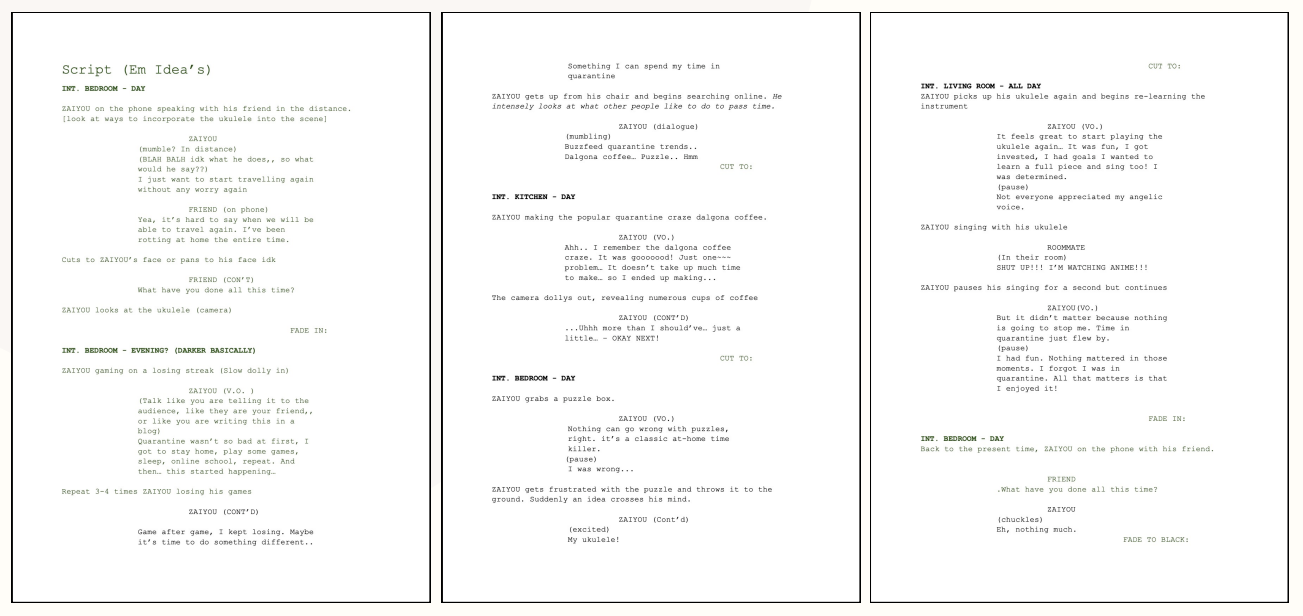 Script (Em Idea's)
INT. BEDROOM - DAY
ZAIYOU on the phone speaking with his friend in the distance.
[look at ways to incorporate the ukulele into the scene]
ZAIYOU
(mumble? In distance)
(BLAH BALH idk what he does,, so what
would he say??)
I just want to start travelling again
without any worry again
FRIEND (on phone)
Yea, it's hard to say when we will be
able to travel again. I've been
rotting at home the entire time.
Cuts to ZAIYOU's face or pans to his face idk
FRIEND (CON'T)
What have you done all this time?
ZAIYOU looks at the ukulele (camera)
FADE IN:
INT. BEDROOM - EVENING? (DARKER BASICALLY)
ZAIYOU gaming on a losing streak (Slow dolly in)
ZAIYOU (V.O. )
(Talk like you are telling it to the
audience, like they are your friend,,
or like you are writing this in a
blog)
Quarantine wasn't so bad at first, I
got to stay home, play some games,
sleep, online school, repeat. And
then… this started happening…
Repeat 3-4 times ZAIYOU losing his games
ZAIYOU (CONT'D)
Game after game, I kept losing. Maybe
it's time to do something different..
Something I can spend my time in
quarantine
ZAIYOU gets up from his chair and begins searching online. He
intensely looks at what other people like to do to pass time.
ZAIYOU (dialogue)
(mumbling)
Buzzfeed quarantine trends..
Dalgona coffee… Puzzle.. Hmm
CUT TO:
INT. KITCHEN - DAY
ZAIYOU making the popular quarantine craze dalgona coffee.
ZAIYOU (VO.)
Ahh.. I remember the dalgona coffee
craze. It was gooooood! Just one~~~
problem… It doesn't take up much time
to make… so I ended up making...
The camera dollys out, revealing numerous cups of coffee
ZAIYOU (CONT'D)
...Uhhh more than I should've… just a
little… - OKAY NEXT!
CUT TO:
INT. BEDROOM - DAY
ZAIYOU grabs a puzzle box.
ZAIYOU (VO.)
Nothing can go wrong with puzzles,
right. it's a classic at-home time
killer.
(pause)
I was wrong...
ZAIYOU gets frustrated with the puzzle and throws it to the
ground. Suddenly an idea crosses his mind.
ZAIYOU (Cont'd)
(excited)
My ukulele!
CUT TO:
INT. LIVING ROOM - ALL DAY
ZAIYOU picks up his ukulele again and begins re-learning the
instrument
ZAIYOU (VO.)
It feels great to start playing the
ukulele again… It was fun, I got
invested, I had goals I wanted to
learn a full piece and sing too! I
was determined.
(pause)
Not everyone appreciated my angelic
voice.
ZAIYOU singing with his ukulele
ROOMMATE
(In their room)
SHUT UP!!! I'M WATCHING ANIME!!!
ZAIYOU pauses his singing for a second but continues
ZAIYOU(VO.)
But it didn't matter because nothing
is going to stop me. Time in
quarantine just flew by.
(pause)
I had fun. Nothing mattered in those
moments. I forgot I was in
quarantine. All that matters is that
I enjoyed it!
FADE IN:
INT. BEDROOM - DAY
Back to the present time, ZAIYOU on the phone with his friend.
FRIEND
.What have you done all this time?
ZAIYOU
(chuckles)
Eh, nothing much.
FADE TO BLACK: